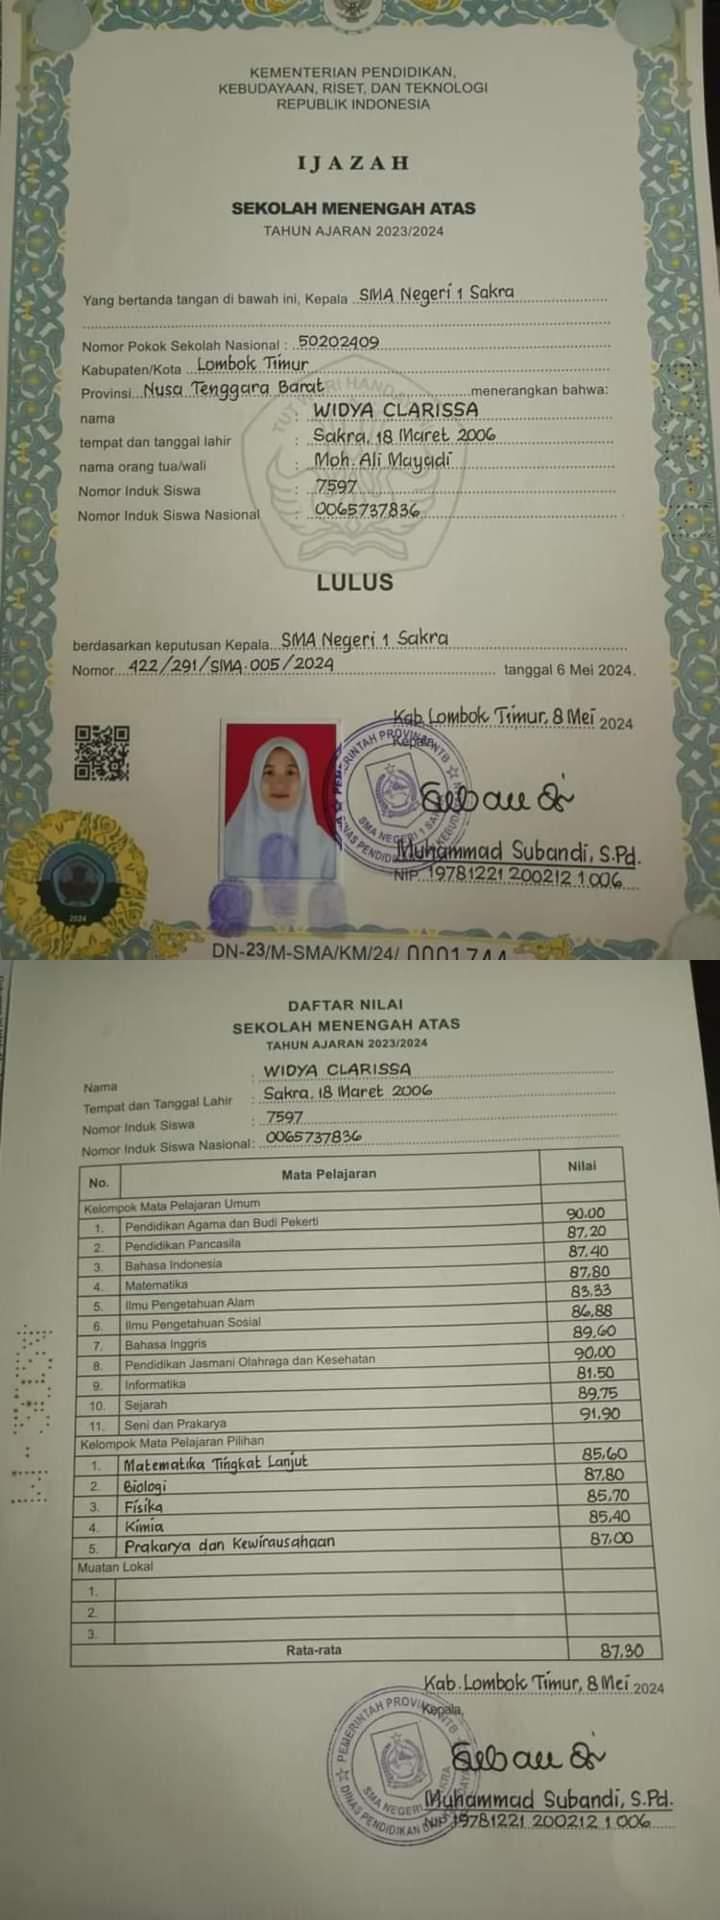 KEMENTERIAN PENDIDIKAN,
KEBUDAYAAN, RISET, DAN TEKNOLOGI
REPUBLIK INDONESIA
IJAZAH
SEKOLAH MENENGAH ATAS
TAHUN AJARAN 2023/2024
Yang bertanda tangan di bawah ini, Kepala SMA Negeri 1 Sakra
Nomor Pokok Sekolah Nasional : 50202409
Kabupaten/Kota Lombok Timur
Provinsi Nusa Tenggara Barat menerangkan bahwa:
nama : WIDYA CLARISSA
tempat dan tanggal lahir : Sakra, 18 Maret 2006
nama orang tua/wali : Moh. Ali Mayadi
Nomor Induk Siswa : 7597
Nomor Induk Siswa Nasional : 0065737836
LULUS
berdasarkan keputusan Kepala SMA Negeri 1 Sakra
Nomor 422/291/SMA.005/2024 tanggal 6 Mei 2024.
Kab. Lombok Timur, 8 Mei 2024
Kepala,
Muhammad Subandi, S.Pd.
NIP. 19781221 200212 1 006
2024
DN-23/M-SMA/KM/24/ 0001744
DAFTAR NILAI
SEKOLAH MENENGAH ATAS
TAHUN AJARAN 2023/2024
Nama : WIDYA CLARISSA
Tempat dan Tanggal Lahir : Sakra, 18 Maret 2006
Nomor Induk Siswa : 7597
Nomor Induk Siswa Nasional : 0065737836
No. Mata Pelajaran Nilai
Kelompok Mata Pelajaran Umum
1. Pendidikan Agama dan Budi Pekerti 90.00
2. Pendidikan Pancasila 87,20
3. Bahasa Indonesia 87,40
4. Matematika 87,80
5. Ilmu Pengetahuan Alam 83,33
6. Ilmu Pengetahuan Sosial 86,88
7. Bahasa Inggris 89,60
8. Pendidikan Jasmani Olahraga dan Kesehatan 90,00
9. Informatika 81,50
10. Sejarah 89,75
11. Seni dan Prakarya 91,90
Kelompok Mata Pelajaran Pilihan
1. Matematika Tingkat Lanjut 85,60
2. Biologi 87,80
3. Fisika 85,70
4. Kimia 85,40
5. Prakarya dan Kewirausahaan 87,00
Muatan Lokal
1.
2.
3.
Rata-rata 87,30
Kab. Lombok Timur, 8 Mei 2024
Kepala,
PEMERINTAH PROVINSI NTB
Muhammad Subandi, S.Pd.
NIP. 19781221 200212 1 006